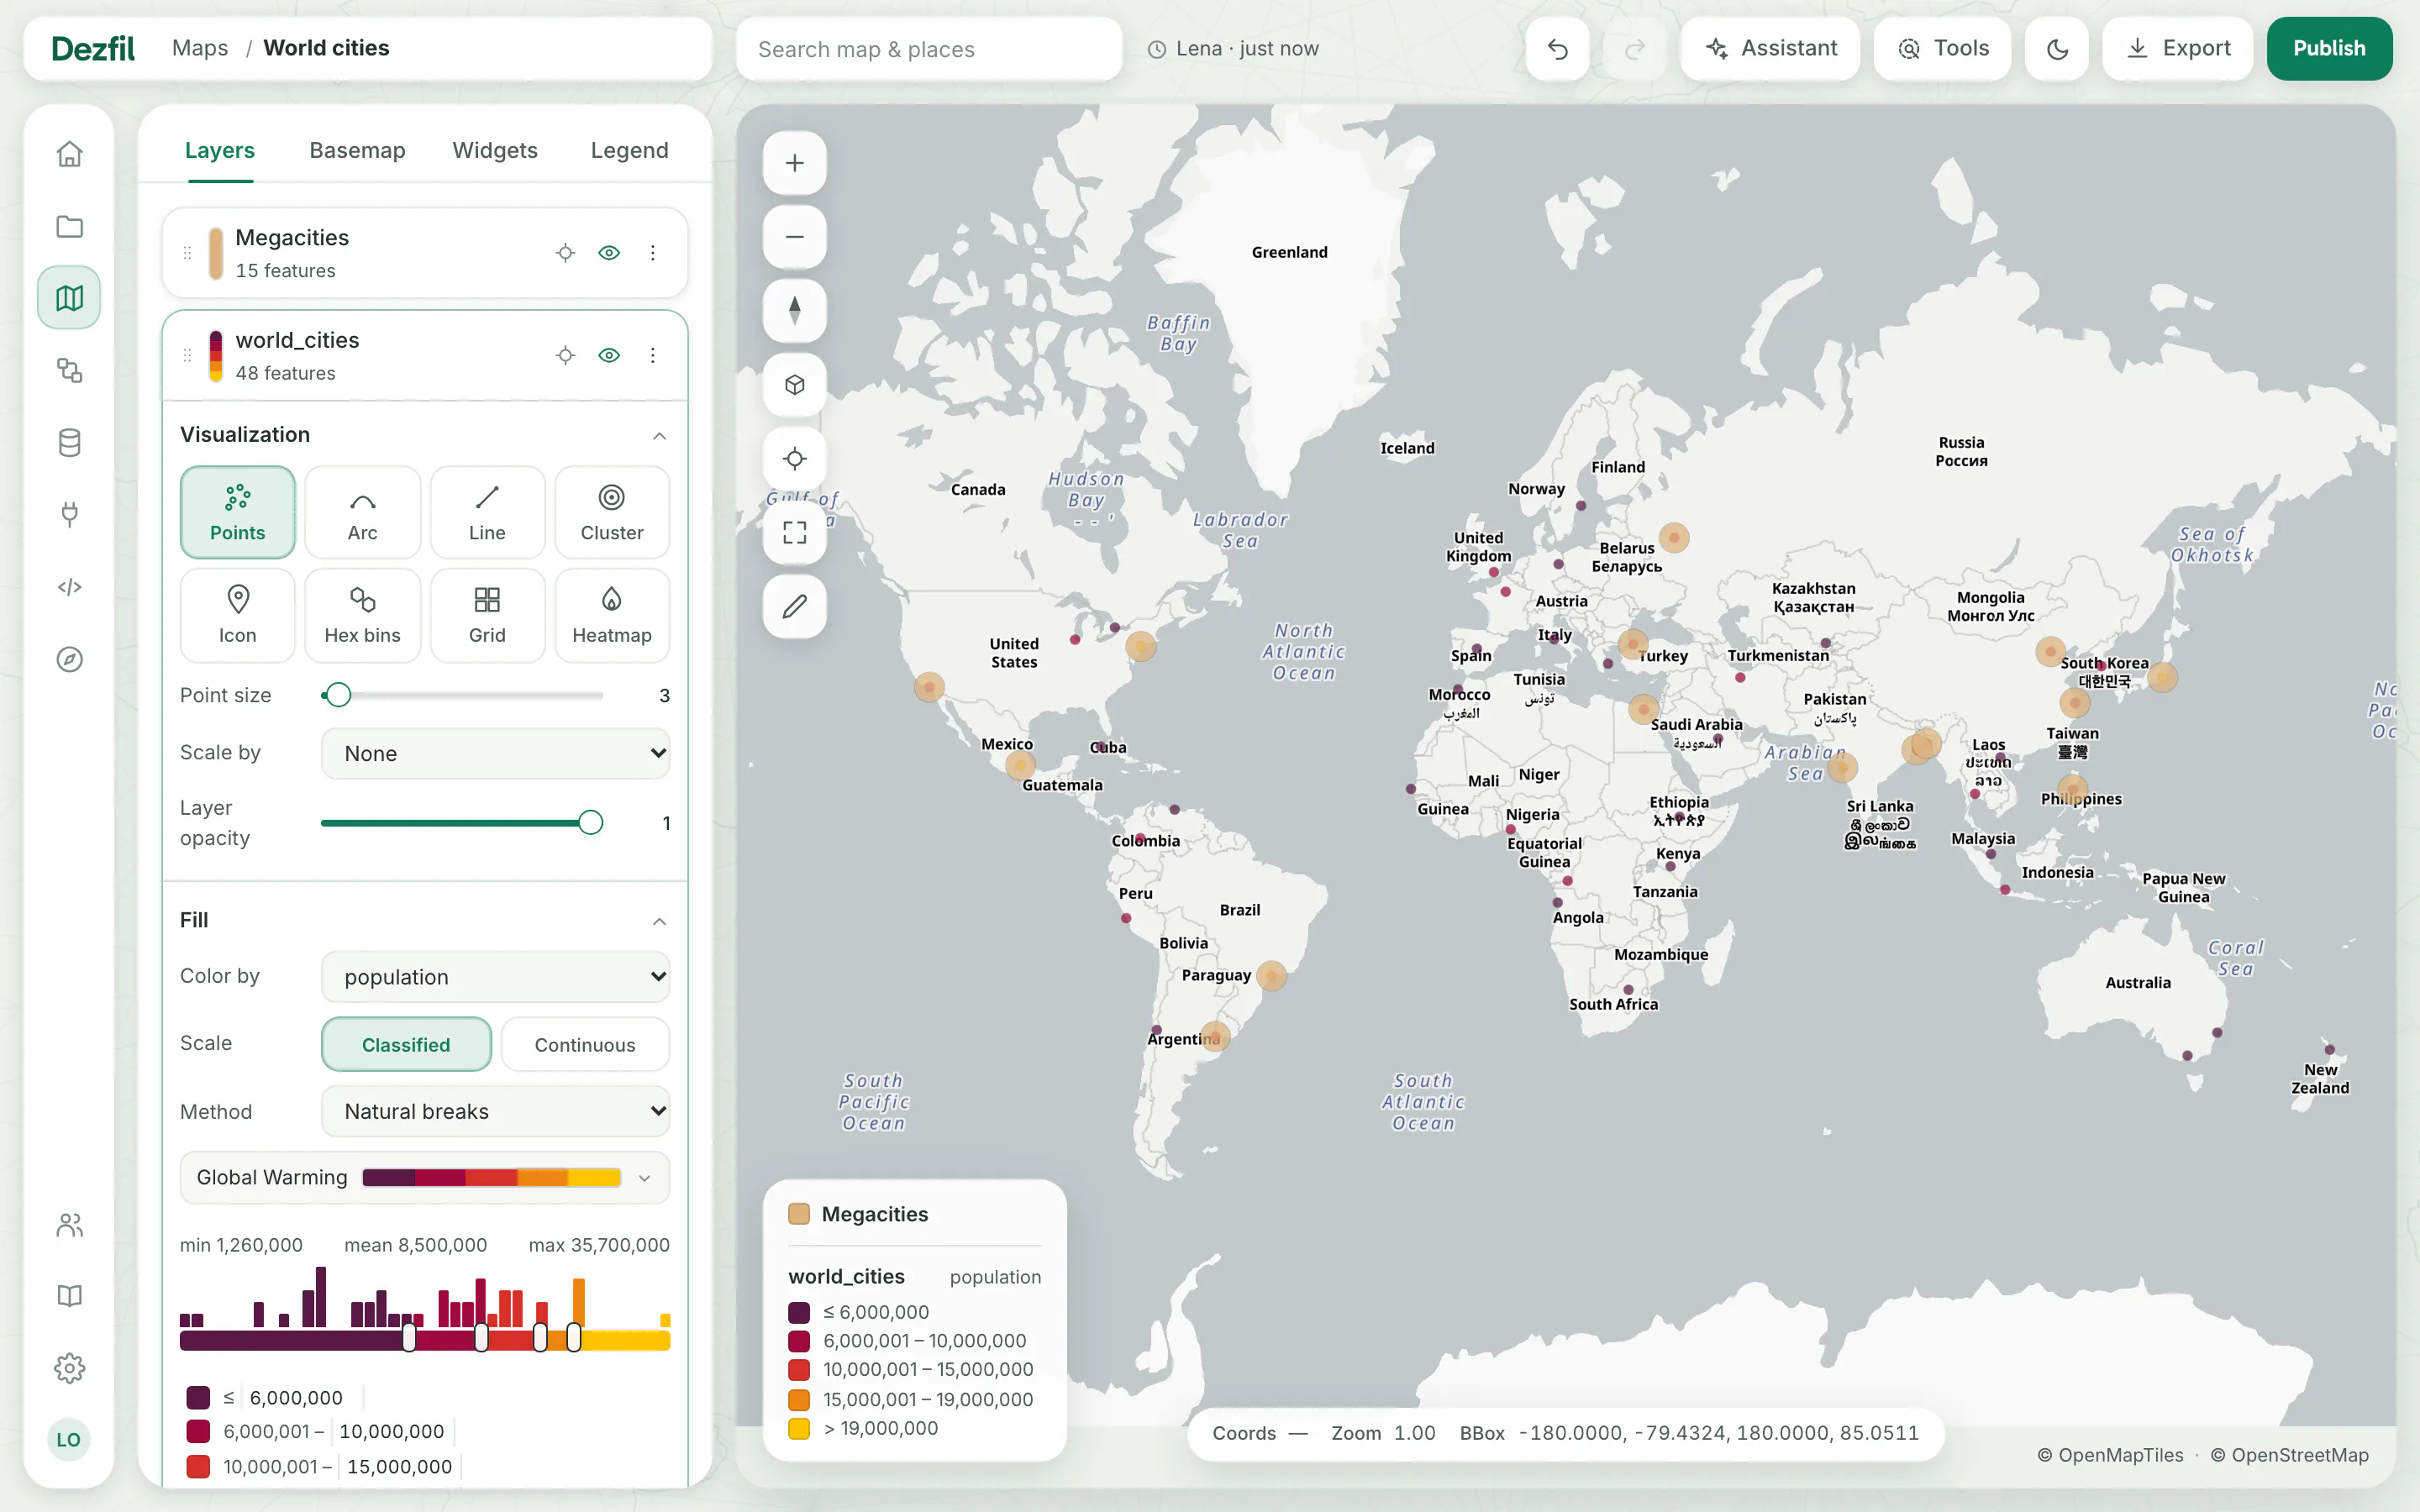 Dezfil
Maps / World cities
Search map & places
Lena · just now
Assistant
Tools
Export
Publish
Layers
Basemap
Widgets
Legend
Megacities
15 features
world_cities
48 features
Visualization
Points
Arc
Line
Cluster
Icon
Hex bins
Grid
Heatmap
Point size
3
Scale by
None
Layer
opacity
1
Fill
Color by
population
Scale
Classified
Continuous
Method
Natural breaks
Global Warming
min 1,260,000
mean 8,500,000
max 35,700,000
≤ 6,000,000
6,000,001 – 10,000,000
10,000,001 – 15,000,000
LO
Greenland
Baffin
Bay
Iceland
Canada
Hudson
Bay
Gulf of
Labrador
Sea
Norway
Finland
Russia
Россия
Sea of
Okhotsk
United
Kingdom
Belarus
Беларусь
Austria
Kazakhstan
Қазақстан
Mongolia
Монгол Улс
United
States
North
Atlantic
Ocean
Italy
Spain
Turkey
Turkmenistan
South Korea
대한민국
Tunisia
تونس
Morocco
المغرب
Pakistan
پاکستان
Saudi Arabia
السعودية
Taiwan
臺灣
Mexico
Cuba
Guatemala
Arabian
Sea
Laos
ລາວ
Mali
Niger
Guinea
Nigeria
Ethiopia
ኢትዮጵያ
Sri Lanka
ශ්‍රී ලංකාව
இலங்கை
Philippines
Colombia
Equatorial
Guinea
Kenya
Malaysia
Indonesia
Papua New
Guinea
Peru
Brazil
Tanzania
Angola
Bolivia
Mozambique
Coral
Sea
Paraguay
Australia
South Africa
Argentina
South
Pacific
Ocean
South
Atlantic
Ocean
New
Zealand
Megacities
world_cities population
≤ 6,000,000
6,000,001 – 10,000,000
10,000,001 – 15,000,000
15,000,001 – 19,000,000
> 19,000,000
Coords — Zoom 1.00 BBox -180.0000, -79.4324, 180.0000, 85.0511
© OpenMapTiles · © OpenStreetMap